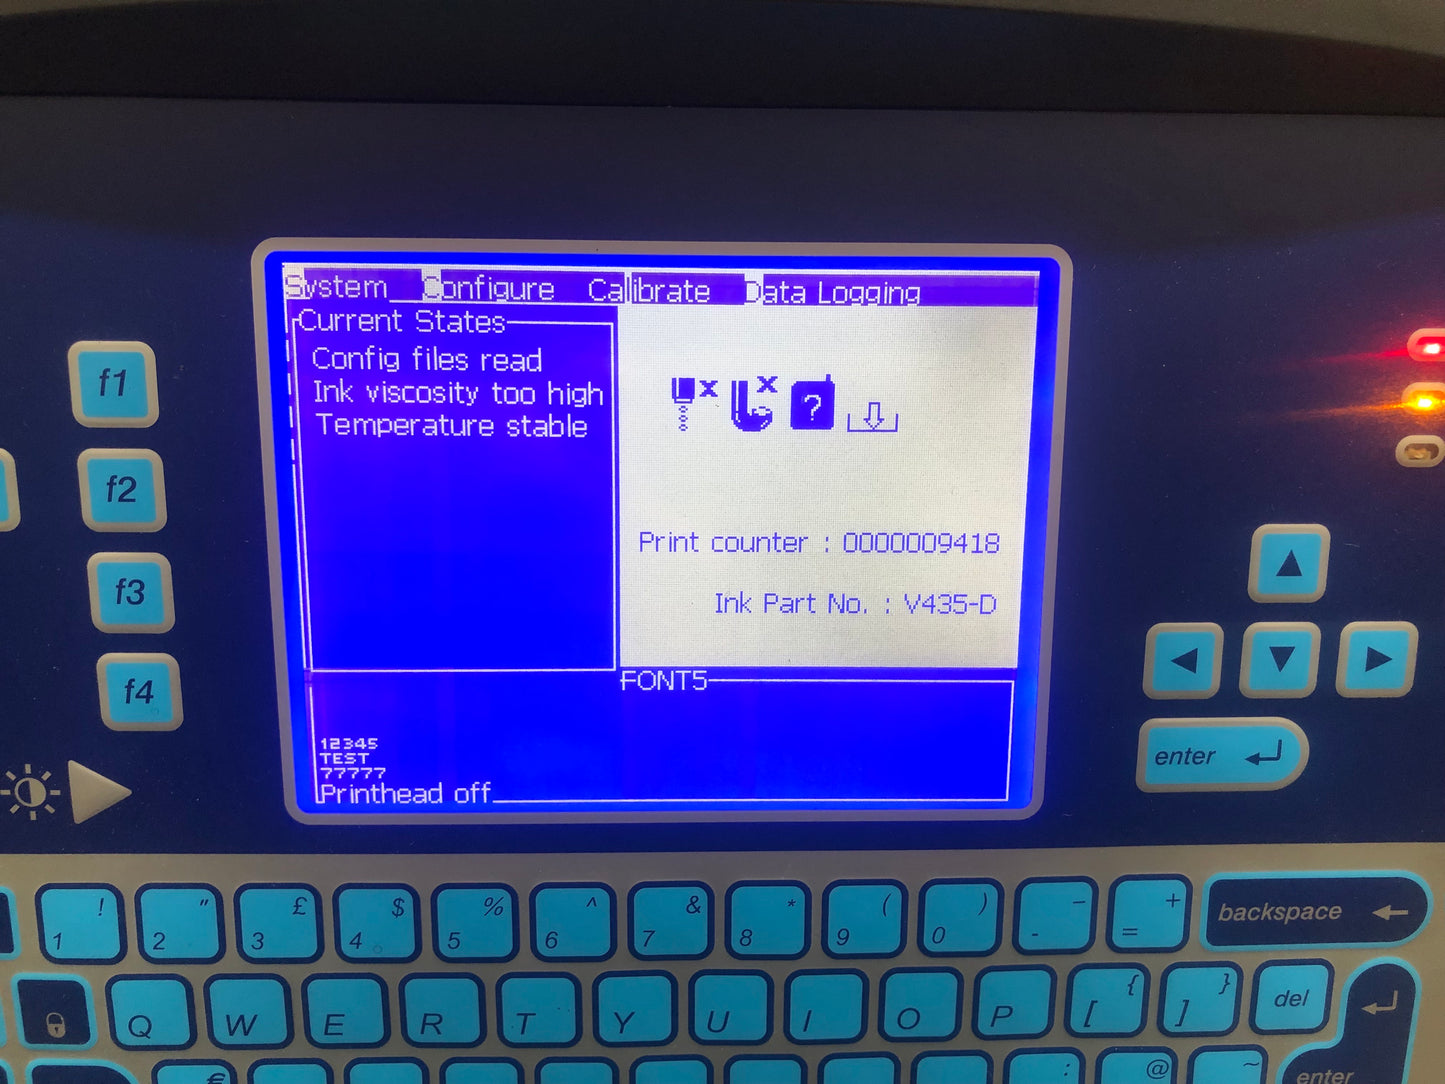 System Configure Calibrate Data Logging
Current States
Config files read
Ink viscosity too high
Temperature stable
x x ?
Print counter : 0000009418
Ink Part No. : V435-D
FONT5
12345
TEST
77777
Printhead off
f1
f2
f3
f4
enter
! 1 " 2 £ 3 $ 4 % 5 ^ 6 & 7 * 8 ( 9 ) 0 _ - + = backspace
Q W E R T Y U I O P { [ } ] del
€ : @ ~ enter